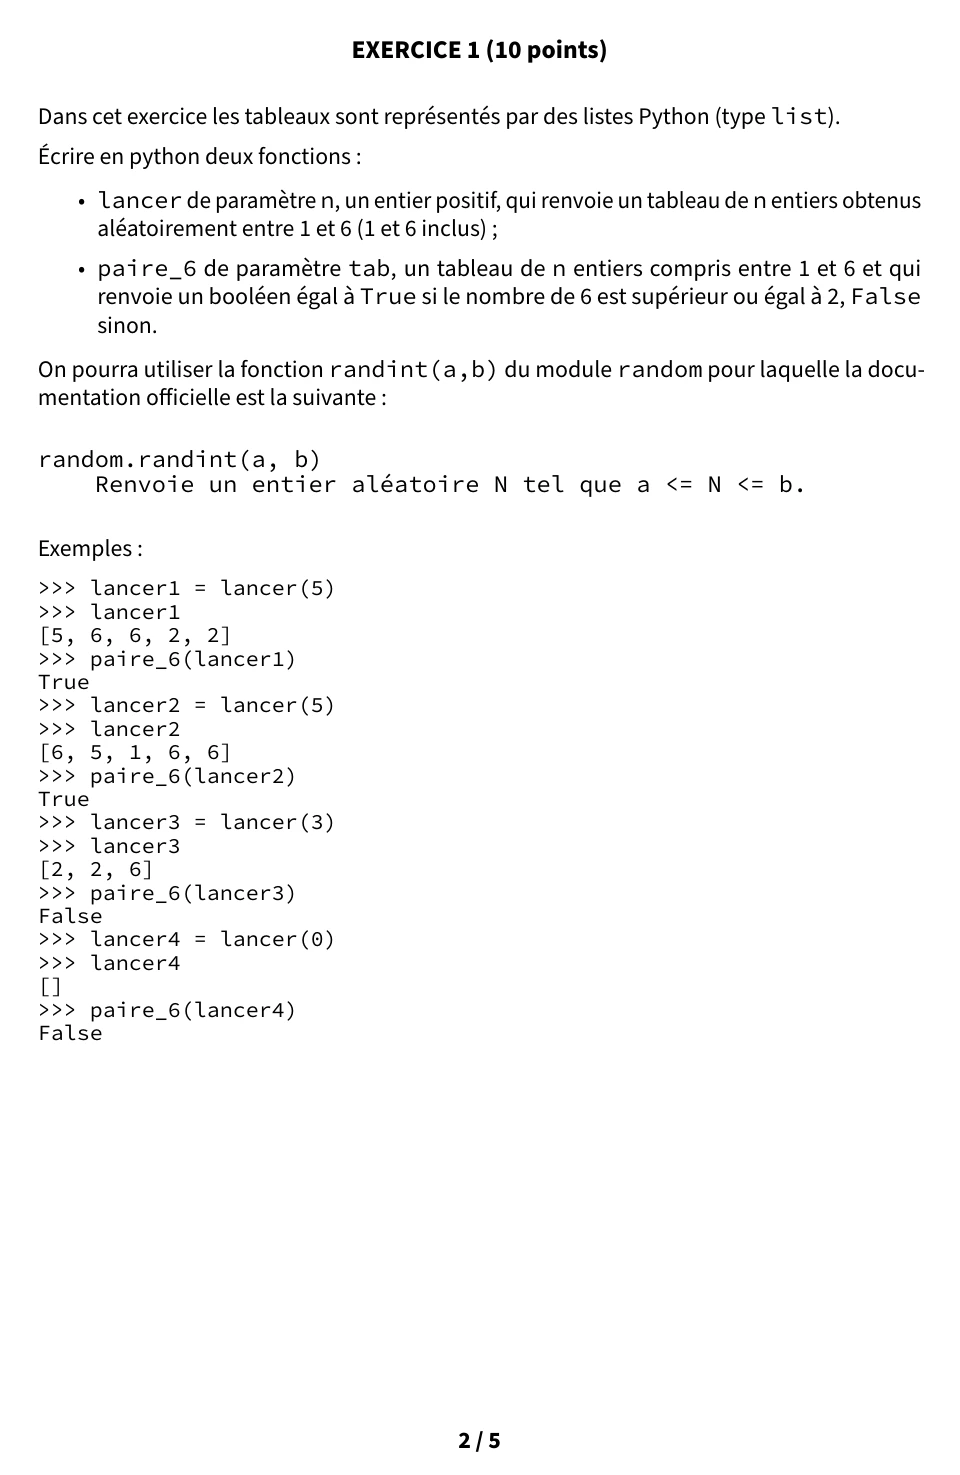 EXERCICE 1 (10 points)
Dans cet exercice les tableaux sont représentés par des listes Python (type list).
Écrire en python deux fonctions :
• lancer de paramètre n, un entier positif, qui renvoie un tableau de n entiers obtenus
aléatoirement entre 1 et 6 (1 et 6 inclus) ;
• paire_6 de paramètre tab, un tableau de n entiers compris entre 1 et 6 et qui
renvoie un booléen égal à True si le nombre de 6 est supérieur ou égal à 2, False
sinon.
On pourra utiliser la fonction randint(a,b) du module random pour laquelle la docu-
mentation officielle est la suivante :
random.randint(a, b)
    Renvoie un entier aléatoire N tel que a <= N <= b.
Exemples :
>>> lancer1 = lancer(5)
>>> lancer1
[5, 6, 6, 2, 2]
>>> paire_6(lancer1)
True
>>> lancer2 = lancer(5)
>>> lancer2
[6, 5, 1, 6, 6]
>>> paire_6(lancer2)
True
>>> lancer3 = lancer(3)
>>> lancer3
[2, 2, 6]
>>> paire_6(lancer3)
False
>>> lancer4 = lancer(0)
>>> lancer4
[]
>>> paire_6(lancer4)
False
2 / 5